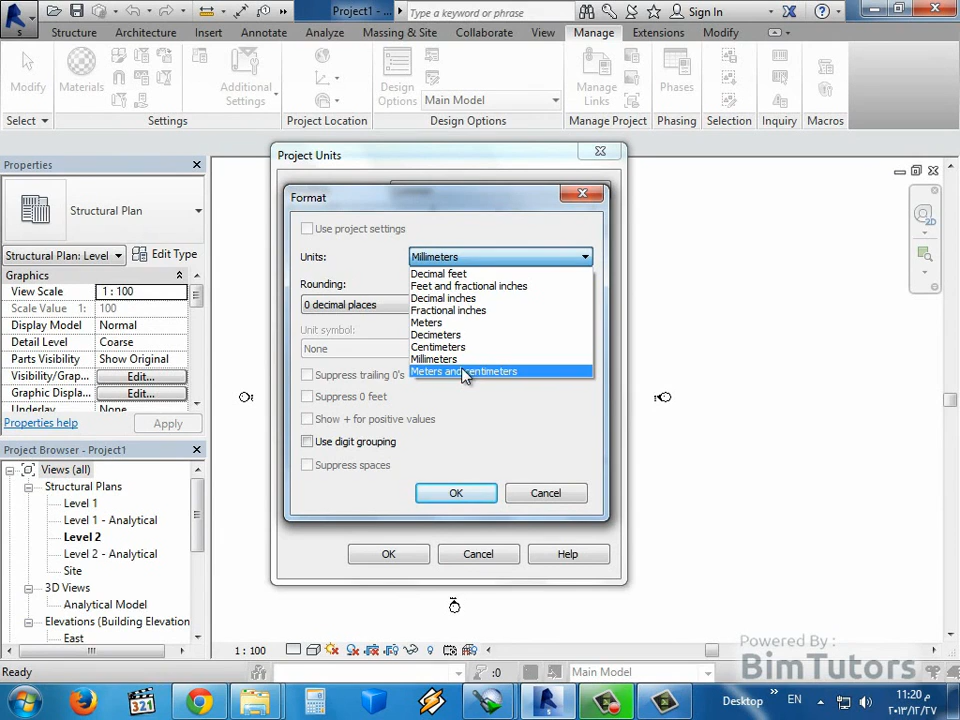 Project1 - ...
Type a keyword or phrase
Sign In
Structure
Architecture
Insert
Annotate
Analyze
Massing & Site
Collaborate
View
Manage
Extensions
Modify
Modify
Materials
Additional
Settings
Design
Options
Main Model
Manage
Links
Phases
Select
Settings
Project Location
Design Options
Manage Project
Phasing
Selection
Inquiry
Macros
Properties
Structural Plan
Structural Plan: Level
Edit Type
Graphics
View Scale
1 : 100
Scale Value 1:
100
Display Model
Normal
Detail Level
Coarse
Parts Visibility
Show Original
Visibility/Grap...
Edit...
Graphic Displa...
Edit...
Underlay
Properties help
Apply
Project Browser - Project1
Views (all)
Structural Plans
Level 1
Level 1 - Analytical
Level 2
Level 2 - Analytical
Site
3D Views
Analytical Model
Elevations (Building Elevation
East
Project Units
Format
Use project settings
Units:
Millimeters
Decimal feet
Feet and fractional inches
Decimal inches
Fractional inches
Meters
Decimeters
Centimeters
Millimeters
Meters and centimeters
Rounding:
0 decimal places
Unit symbol:
None
Suppress trailing 0's
Suppress 0 feet
Show + for positive values
Use digit grouping
Suppress spaces
OK
Cancel
OK
Cancel
Help
2D
1 : 100
Ready
:0
Main Model
Powered By :
BimTutors
321
S
Desktop
EN
م 11:20
٢٠١٣/١٢/٢٧